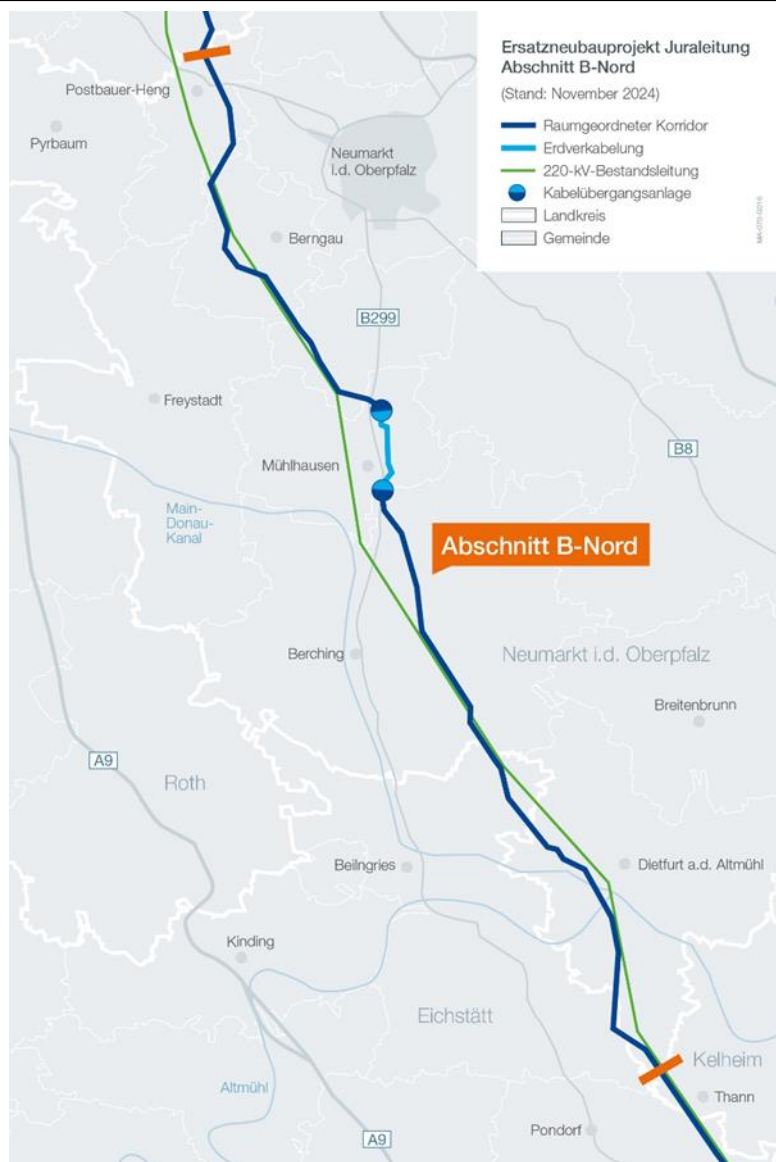 Ersatzneubauprojekt Juraleitung
Abschnitt B-Nord
(Stand: November 2024)
Raumgeordneter Korridor
Erdverkabelung
220-kV-Bestandsleitung
Kabelübergangsanlage
Landkreis
Gemeinde
Postbauer-Heng
Pyrbaum
Neumarkt
i.d. Oberpfalz
Berngau
B299
Freystadt
B8
Mühlhausen
Main-
Donau-
Kanal
Abschnitt B-Nord
Berching
Neumarkt i.d. Oberpfalz
Breitenbrunn
A9
Roth
Beilngries
Dietfurt a.d. Altmühl
Kinding
Eichstätt
Kelheim
Altmühl
Thann
Pondorf
A9